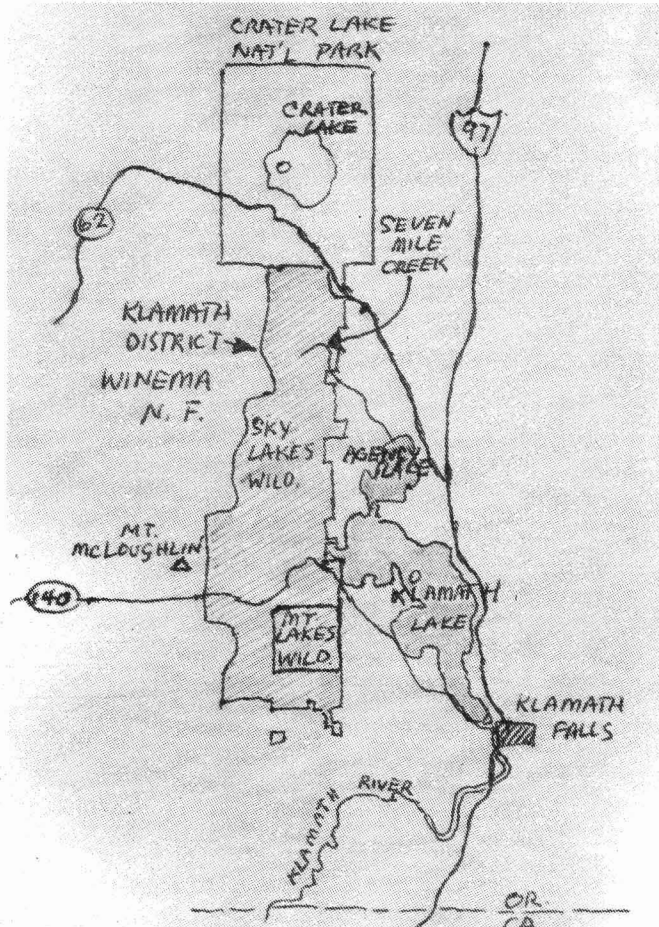 CRATER LAKE
NAT'L PARK
CRATER
LAKE
97
62
SEVEN
MILE
CREEK
KLAMATH
DISTRICT
WINEMA
N. F.
SKY
LAKES
WILD.
AGENCY
LAKE
MT.
MCLOUGHLIN
140
KLAMATH
LAKE
MT.
LAKES
WILD.
KLAMATH
FALLS
KLAMATH RIVER
OR.
CA.